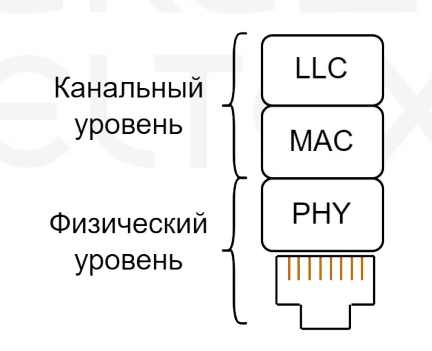 Канальный
уровень
LLC
MAC
Физический
уровень
PHY